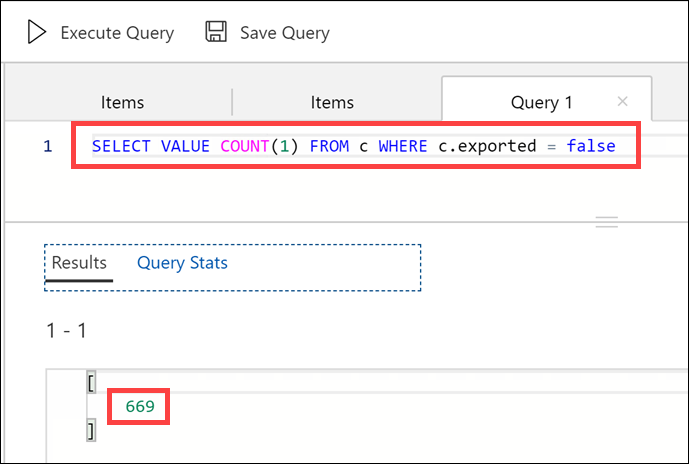 Execute Query Save Query
Items Items Query 1
1 SELECT VALUE COUNT(1) FROM c WHERE c.exported = false
Results Query Stats
1 - 1
[
669
]